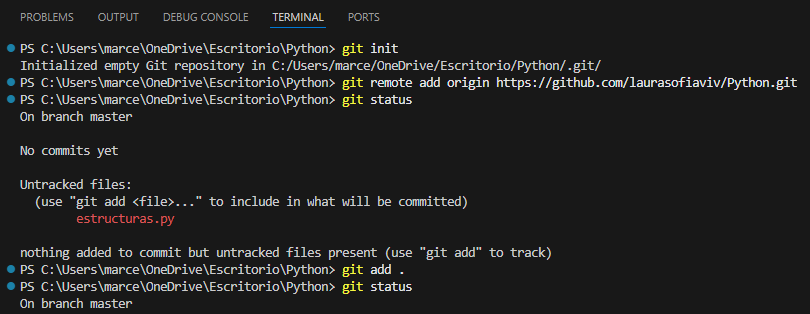 PROBLEMS OUTPUT DEBUG CONSOLE TERMINAL PORTS
PS C:\Users\marce\OneDrive\Escritorio\Python> git init
Initialized empty Git repository in C:/Users/marce/OneDrive/Escritorio/Python/.git/
PS C:\Users\marce\OneDrive\Escritorio\Python> git remote add origin https://github.com/laurasofiaviv/Python.git
PS C:\Users\marce\OneDrive\Escritorio\Python> git status
On branch master
No commits yet
Untracked files:
(use "git add <file>..." to include in what will be committed)
estructuras.py
nothing added to commit but untracked files present (use "git add" to track)
PS C:\Users\marce\OneDrive\Escritorio\Python> git add .
PS C:\Users\marce\OneDrive\Escritorio\Python> git status
On branch master